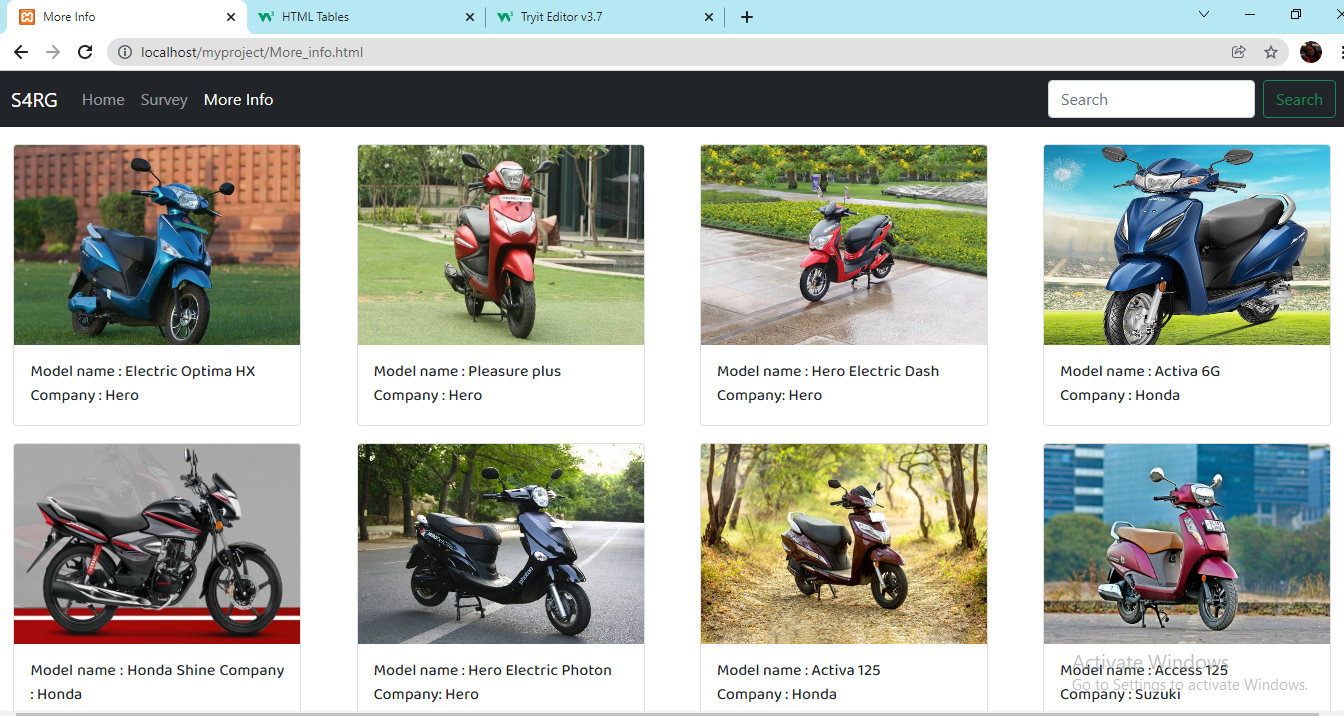 More Info
HTML Tables
Tryit Editor v3.7
localhost/myproject/More_info.html
S4RG
Home
Survey
More Info
Search
Search
Model name : Electric Optima HX
Company : Hero
Model name : Pleasure plus
Company : Hero
Model name : Hero Electric Dash
Company: Hero
Model name : Activa 6G
Company : Honda
Model name : Honda Shine Company
: Honda
Model name : Hero Electric Photon
Company: Hero
Model name : Activa 125
Company : Honda
Model name : Access 125
Company : Suzuki
Activate Windows
Go to Settings to activate Windows.